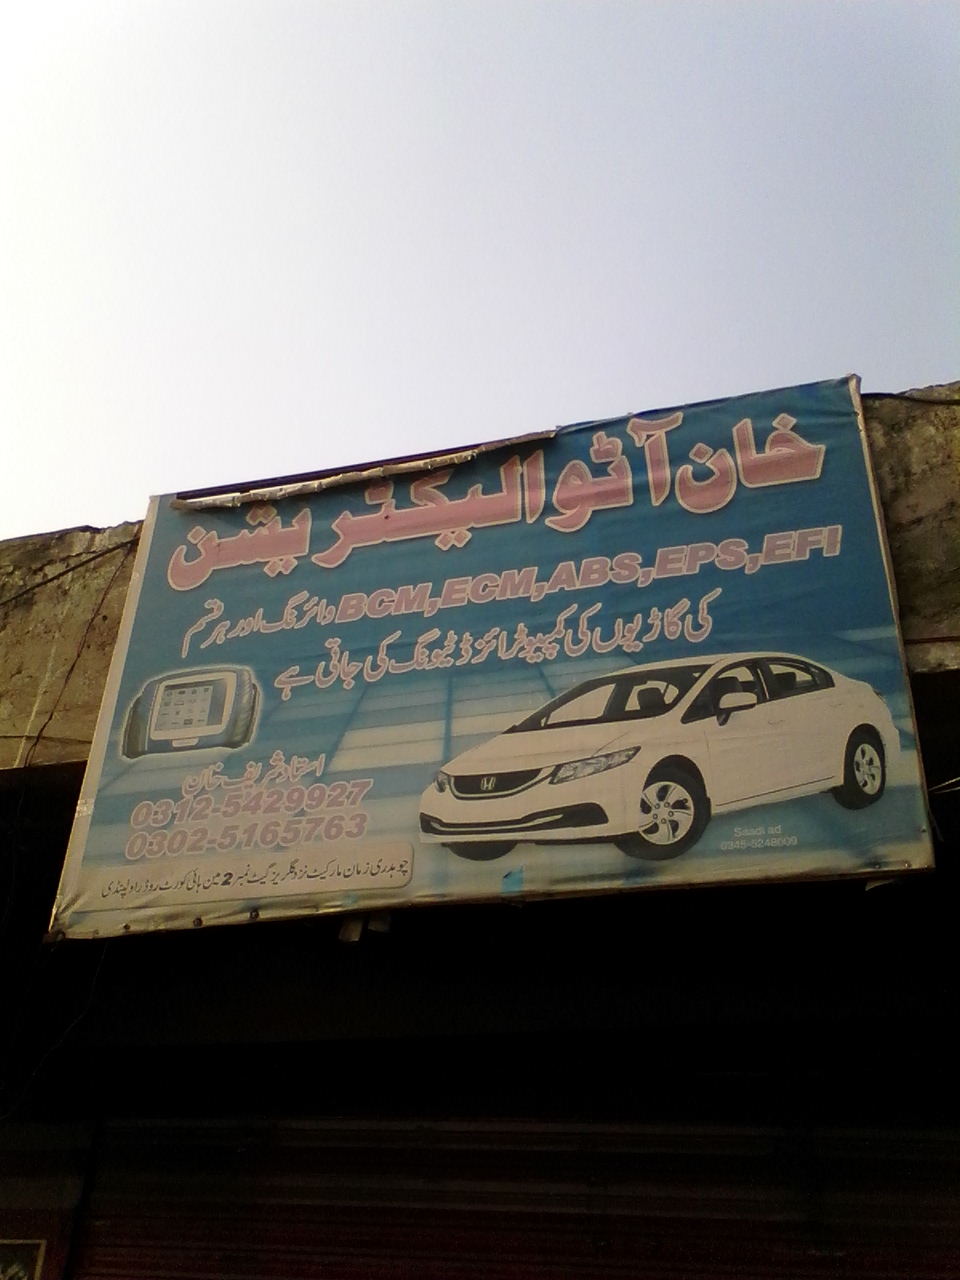 خان آٹو الیکٹریشن
BCM,ECM,ABS,EPS,EFI وائرنگ اور ہر قسم
کی گاڑیوں کی کمپیوٹرائزڈ ٹیوننگ کی جاتی ہے
استاد شریف خان
0312-5429927
0302-5165763
چوہدری زمان مارکیٹ نزد نگریز گیٹ نمبر 2 مین ہائی کورٹ روڈ راولپنڈی
Saadi ad
0345-5248009